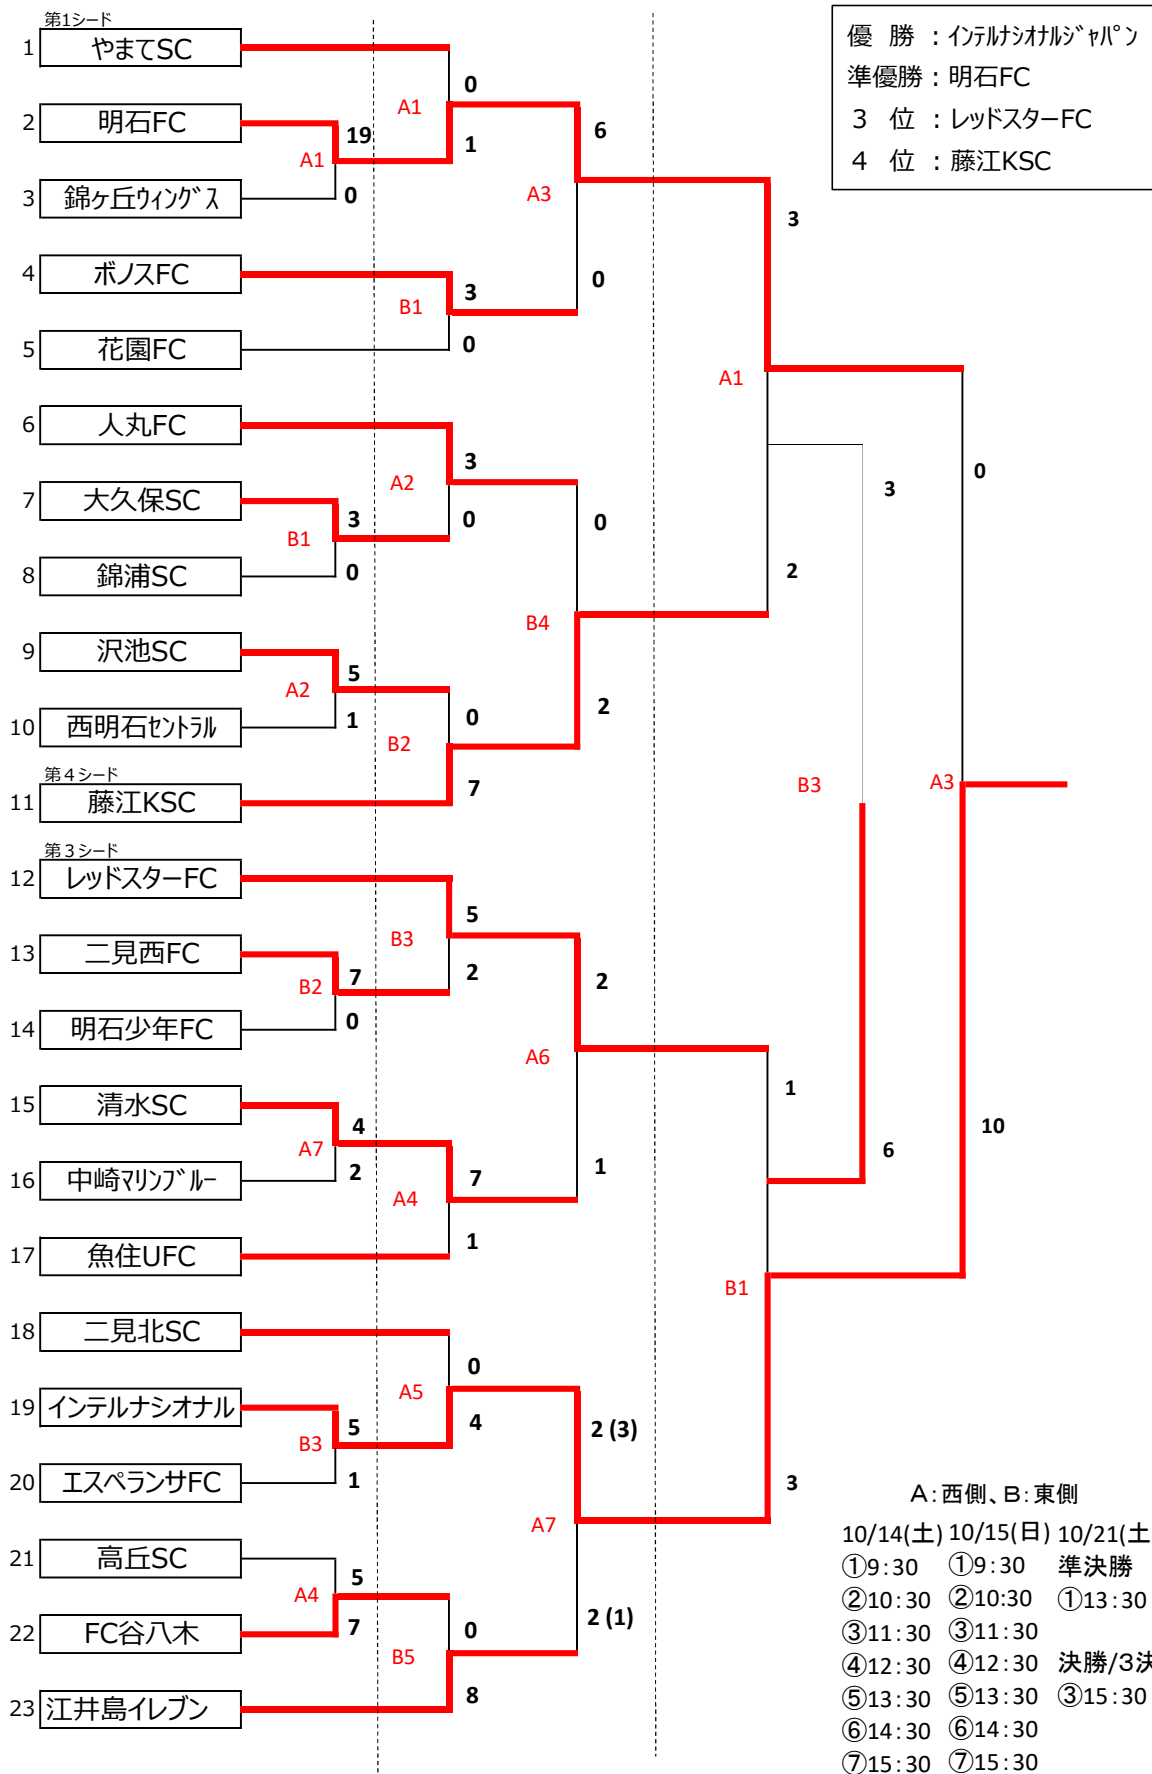 優 勝 : インテルナシオナルジャパン
準優勝 : 明石FC
3 位 : レッドスターFC
4 位 : 藤江KSC
第1シード
1 やまてSC
0
A1
2 明石FC
19
1
6
A1
3 錦ヶ丘ウィングス
0
A3
3
4 ボノスFC
3
0
B1
5 花園FC
0
A1
6 人丸FC
3
A2
3
0
7 大久保SC
3
0
0
B1
8 錦浦SC
0
2
B4
9 沢池SC
5
A2
2
10 西明石セントラル
1
0
B2
第4シード
7
B3
A3
11 藤江KSC
第3シード
12 レッドスターFC
5
B3
13 二見西FC
7
2
2
B2
14 明石少年FC
0
A6
1
15 清水SC
4
10
A7
6
16 中崎マリンブルー
2
7
1
A4
17 魚住UFC
1
B1
18 二見北SC
0
A5
19 インテルナシオナル
5
4
2 (3)
B3
20 エスペランサFC
1
3
A7
21 高丘SC
5
A4
22 FC谷八木
7
0
2 (1)
B5
23 江井島イレブン
8
A:西側、B:東側
10/14(土) 10/15(日) 10/21(土
①9:30 ①9:30 準決勝
②10:30 ②10:30 ①13:30
③11:30 ③11:30
④12:30 ④12:30 決勝/3決
⑤13:30 ⑤13:30 ③15:30
⑥14:30 ⑥14:30
⑦15:30 ⑦15:30